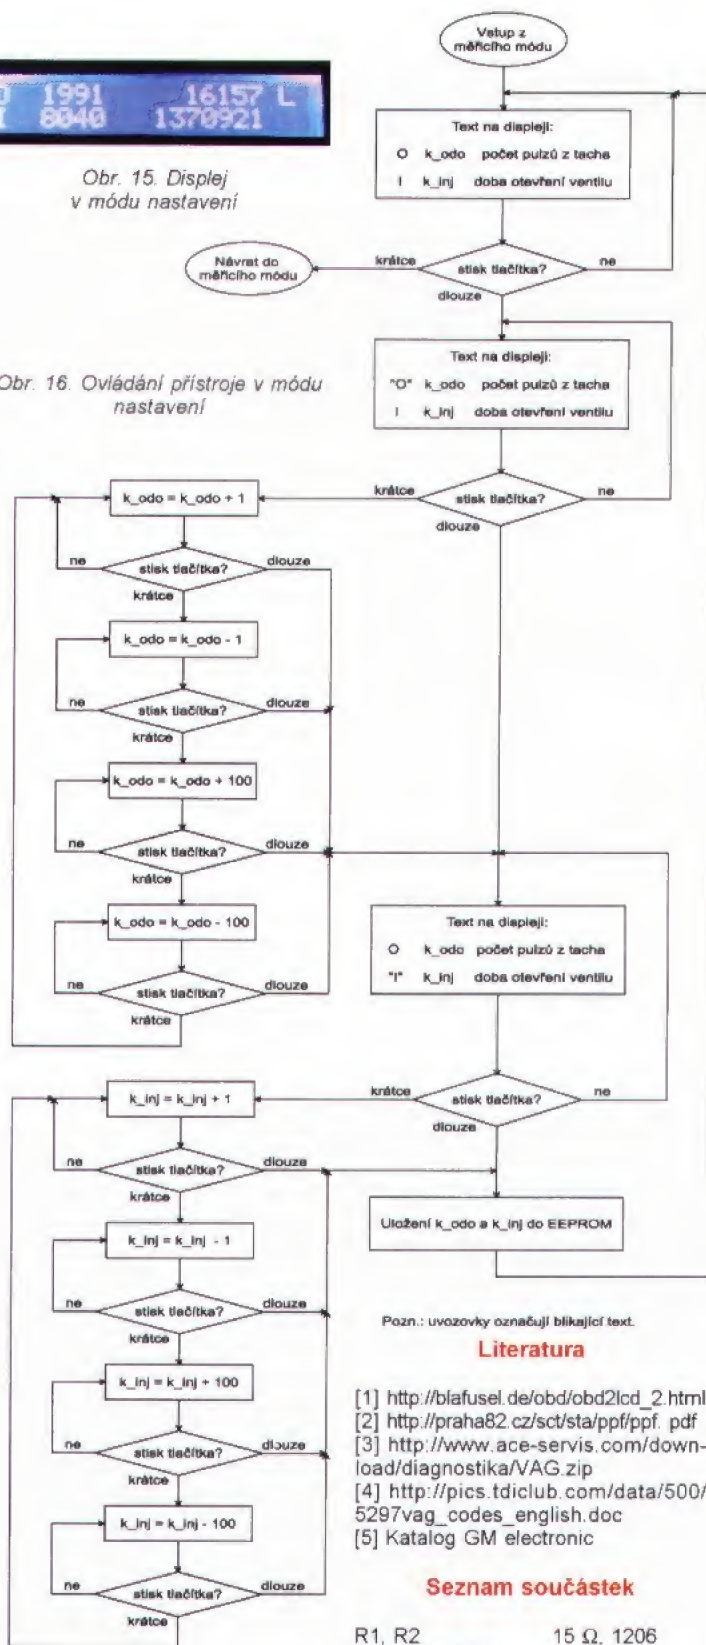 1991 16157 L
I 8040 1370921
Obr. 15. Displej
v módu nastavení
Obr. 16. Ovládání přístroje v módu
nastavení
Vstup z
měřicího módu
Text na displeji:
O k_odo počet pulzů z tacha
I k_inj doba otevření ventilu
Návrat do
měřicího módu
krátce
stisk tlačítka?
ne
dlouze
Text na displeji:
"O" k_odo počet pulzů z tacha
I k_inj doba otevření ventilu
krátce
stisk tlačítka?
ne
dlouze
k_odo = k_odo + 1
ne
stisk tlačítka?
dlouze
krátce
k_odo = k_odo - 1
ne
stisk tlačítka?
dlouze
krátce
k_odo = k_odo + 100
ne
stisk tlačítka?
dlouze
krátce
k_odo = k_odo - 100
ne
stisk tlačítka?
dlouze
krátce
Text na displeji:
O k_odo počet pulzů z tacha
"I" k_inj doba otevření ventilu
krátce
stisk tlačítka?
ne
dlouze
k_inj = k_inj + 1
ne
stisk tlačítka?
dlouze
krátce
k_inj = k_inj - 1
ne
stisk tlačítka?
dlouze
krátce
k_inj = k_inj + 100
ne
stisk tlačítka?
dlouze
krátce
k_inj = k_inj - 100
ne
stisk tlačítka?
dlouze
krátce
Uložení k_odo a k_inj do EEPROM
Pozn.: uvozovky označují blikající text.
Literatura
[1] http://blafusel.de/obd/obd2lcd_2.html
[2] http://praha82.cz/sct/sta/ppf/ppf. pdf
[3] http://www.ace-servis.com/down-
load/diagnostika/VAG.zip
[4] http://pics.tdiclub.com/data/500/
5297vag_codes_english.doc
[5] Katalog GM electronic
Seznam součástek
R1, R2 15 Ω, 1206